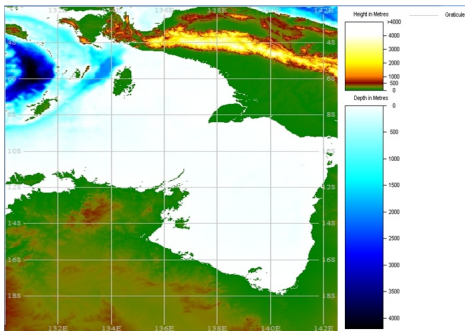 Height in Metres
Graticule
>4000
4000
3000
2000
1000
500
0
Depth in Metres
0
500
1000
1500
2000
2500
3000
3500
4000
4S
6S
8S
10S
12S
14S
16S
18S
132E
134E
136E
138E
140E
142E